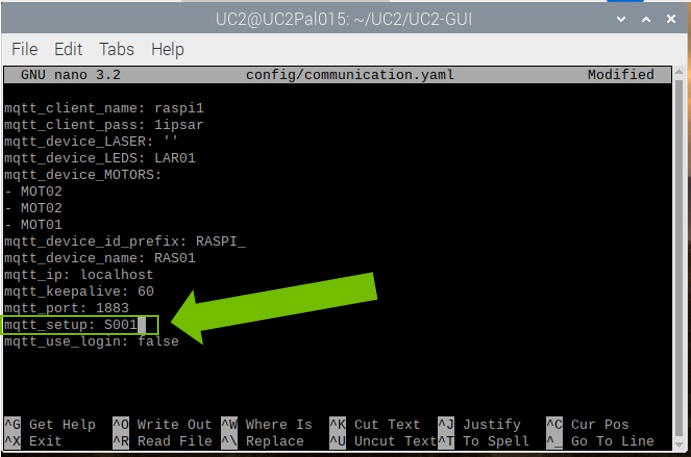 UC2@UC2Pal015: ~/UC2/UC2-GUI
File Edit Tabs Help
GNU nano 3.2 config/communication.yaml Modified
mqtt_client_name: raspi1
mqtt_client_pass: 1ipsar
mqtt_device_LASER: ''
mqtt_device_LEDS: LAR01
mqtt_device_MOTORS:
- MOT02
- MOT02
- MOT01
mqtt_device_id_prefix: RASPI_
mqtt_device_name: RAS01
mqtt_ip: localhost
mqtt_keepalive: 60
mqtt_port: 1883
mqtt_setup: S001
mqtt_use_login: false
^G Get Help ^O Write Out ^W Where Is ^K Cut Text ^J Justify ^C Cur Pos
^X Exit ^R Read File ^\ Replace ^U Uncut Text ^T To Spell ^_ Go To Line